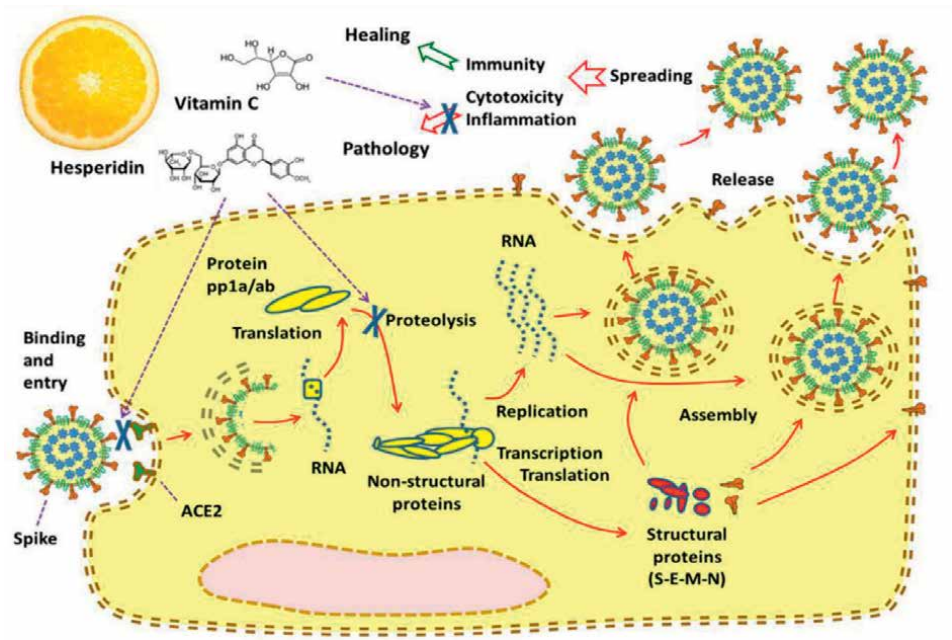 Healing
Immunity
Spreading
Vitamin C
Cytotoxicity
Inflammation
Pathology
Hesperidin
Release
RNA
Protein
pp1a/ab
Translation
Proteolysis
Binding
and
entry
Replication
Assembly
RNA
Transcription
Translation
Non-structural
proteins
ACE2
Spike
Structural
proteins
(S-E-M-N)